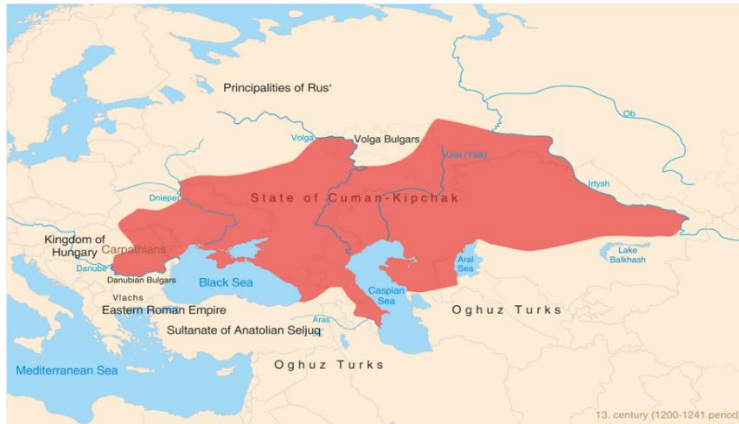 Principalities of Rus'
Ob
Volga
Volga Bulgars
Ural (Yaik)
Irtysh
Dnieper
State of Cuman-Kipchak
Kingdom of
Hungary
Carpathians
Danube
Danubian Bulgars
Lake
Balkhash
Aral
Sea
Black Sea
Caspian
Sea
Vlachs
Eastern Roman Empire
Oghuz Turks
Aras
Sultanate of Anatolian Seljuq
Oghuz Turks
Mediterranean Sea
13. century (1200-1241 period